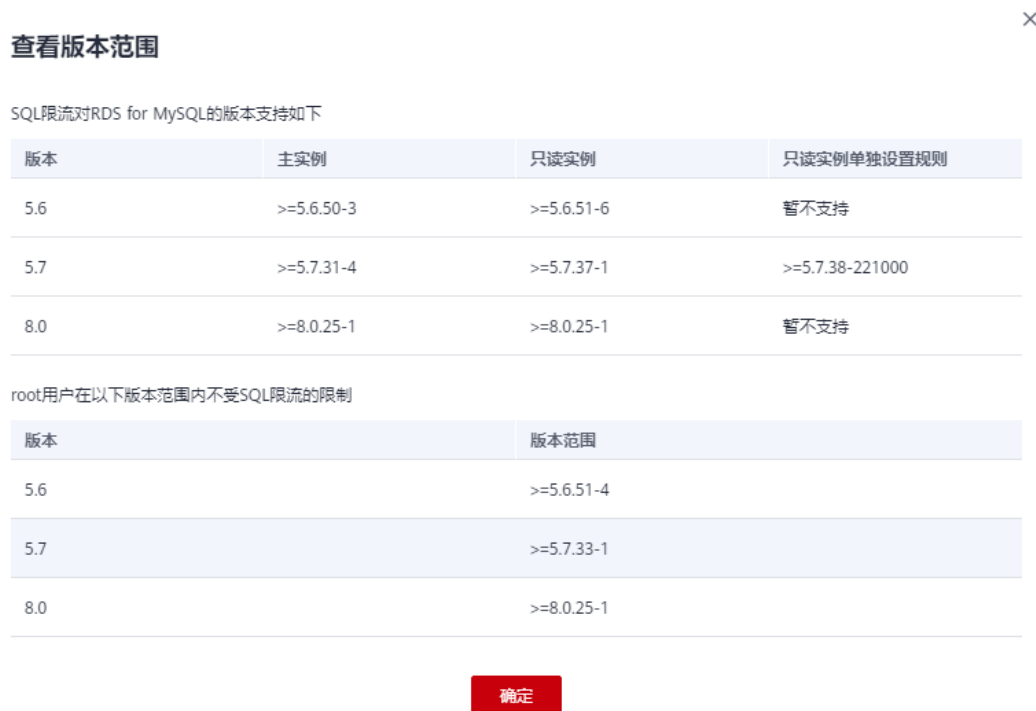 查看版本范围
SQL限流对RDS for MySQL的版本支持如下
版本 主实例 只读实例 只读实例单独设置规则
5.6 >=5.6.50-3 >=5.6.51-6 暂不支持
5.7 >=5.7.31-4 >=5.7.37-1 >=5.7.38-221000
8.0 >=8.0.25-1 >=8.0.25-1 暂不支持
root用户在以下版本范围内不受SQL限流的限制
版本 版本范围
5.6 >=5.6.51-4
5.7 >=5.7.33-1
8.0 >=8.0.25-1
确定